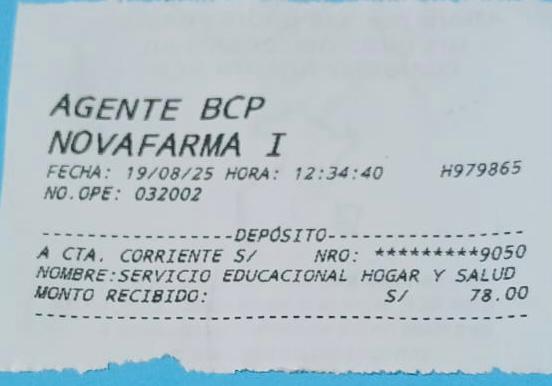 AGENTE BCP
NOVAFARMA I
FECHA: 19/08/25 HORA: 12:34:40 H979865
NO.OPE: 032002
-------------------DEPÓSITO-------------------
A CTA. CORRIENTE S/ NRO: *********9050
NOMBRE:SERVICIO EDUCACIONAL HOGAR Y SALUD
MONTO RECIBIDO: S/ 78.00
------------------------------------------------